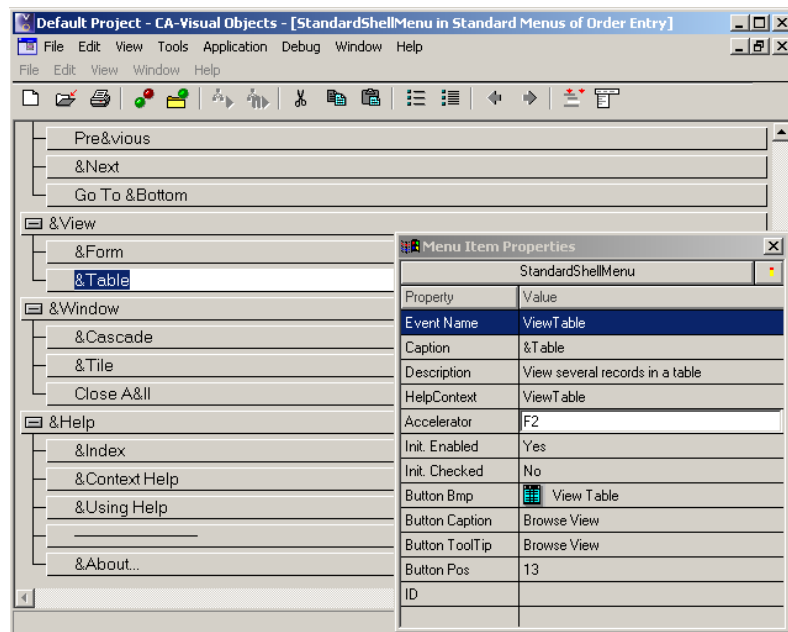 Default Project - CA-Visual Objects - [StandardShellMenu in Standard Menus of Order Entry]
File Edit View Tools Application Debug Window Help
File Edit View Window Help
Pre&vious
&Next
Go To &Bottom
&View
&Form
&Table
&Window
&Cascade
&Tile
Close A&ll
&Help
&Index
&Context Help
&Using Help
&About...
Menu Item Properties
StandardShellMenu
Property Value
Event Name ViewTable
Caption &Table
Description View several records in a table
HelpContext ViewTable
Accelerator F2
Init. Enabled Yes
Init. Checked No
Button Bmp View Table
Button Caption Browse View
Button ToolTip Browse View
Button Pos 13
ID